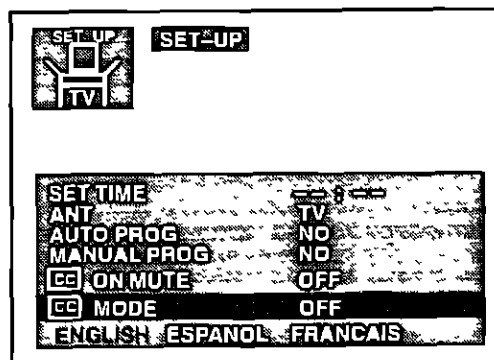 SET UP SET-UP
TV
SET TIME -- : --
ANT TV
AUTO PROG NO
MANUAL PROG NO
CC ON MUTE OFF
CC MODE OFF
ENGLISH ESPANOL FRANCAIS